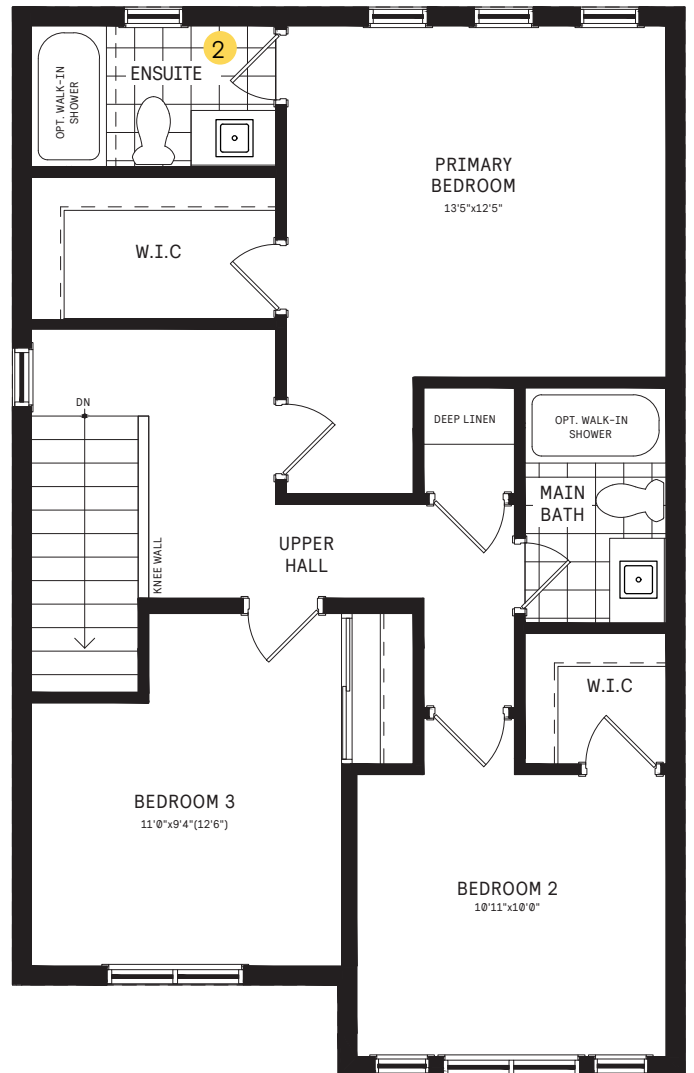 2
ENSUITE
OPT. WALK-IN
SHOWER
PRIMARY
BEDROOM
13'5"x12'5"
W.I.C
DN
DEEP LINEN
OPT. WALK-IN
SHOWER
MAIN
BATH
UPPER
HALL
KNEE WALL
W.I.C
BEDROOM 3
11'0"x9'4"(12'6")
BEDROOM 2
10'11"x10'0"